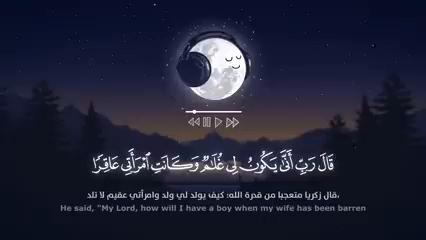 قَالَ رَبِّ أَنَّىٰ يَكُونُ لِي غُلَٰمٌ وَكَانَتِ ٱمْرَأَتِي عَاقِرًا
قال زكريا متعجبا من قدرة الله: كيف يولد لي ولد وامرأتي عقيم لا تلد،
He said, "My Lord, how will I have a boy when my wife has been barren